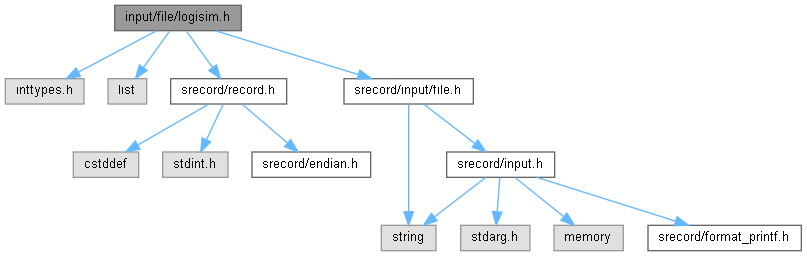 input/file/logisim.h
inttypes.h
list
srecord/record.h
srecord/input/file.h
cstddef
stdint.h
srecord/endian.h
srecord/input.h
string
stdarg.h
memory
srecord/format_printf.h